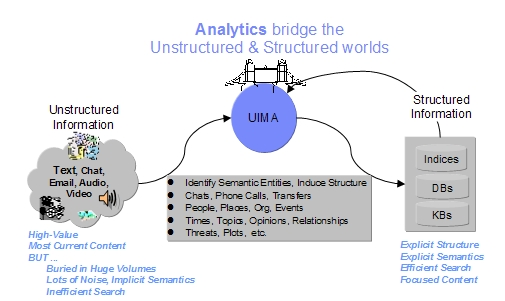 Analytics bridge the
Unstructured & Structured worlds
Unstructured
Information
Text, Chat,
Email, Audio,
Video
High-Value
Most Current Content
BUT ...
Buried in Huge Volumes
Lots of Noise, Implicit Semantics
Inefficient Search
UIMA
Identify Semantic Entities, Induce Structure
Chats, Phone Calls, Transfers
People, Places, Org, Events
Times, Topics, Opinions, Relationships
Threats, Plots, etc.
Structured
Information
Indices
DBs
KBs
Explicit Structure
Explicit Semantics
Efficient Search
Focused Content